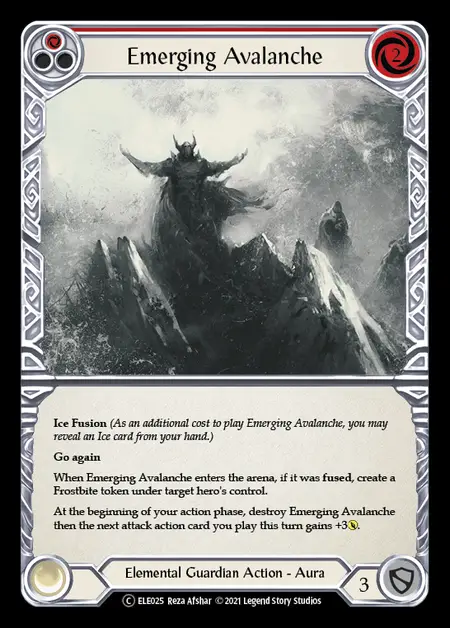 Emerging Avalanche
2
Ice Fusion (As an additional cost to play Emerging Avalanche, you may
reveal an Ice card from your hand.)
Go again
When Emerging Avalanche enters the arena, if it was fused, create a
Frostbite token under target hero's control.
At the beginning of your action phase, destroy Emerging Avalanche
then the next attack action card you play this turn gains +3.
Elemental Guardian Action - Aura
3
C ELE025 Reza Afshar © 2021 Legend Story Studios